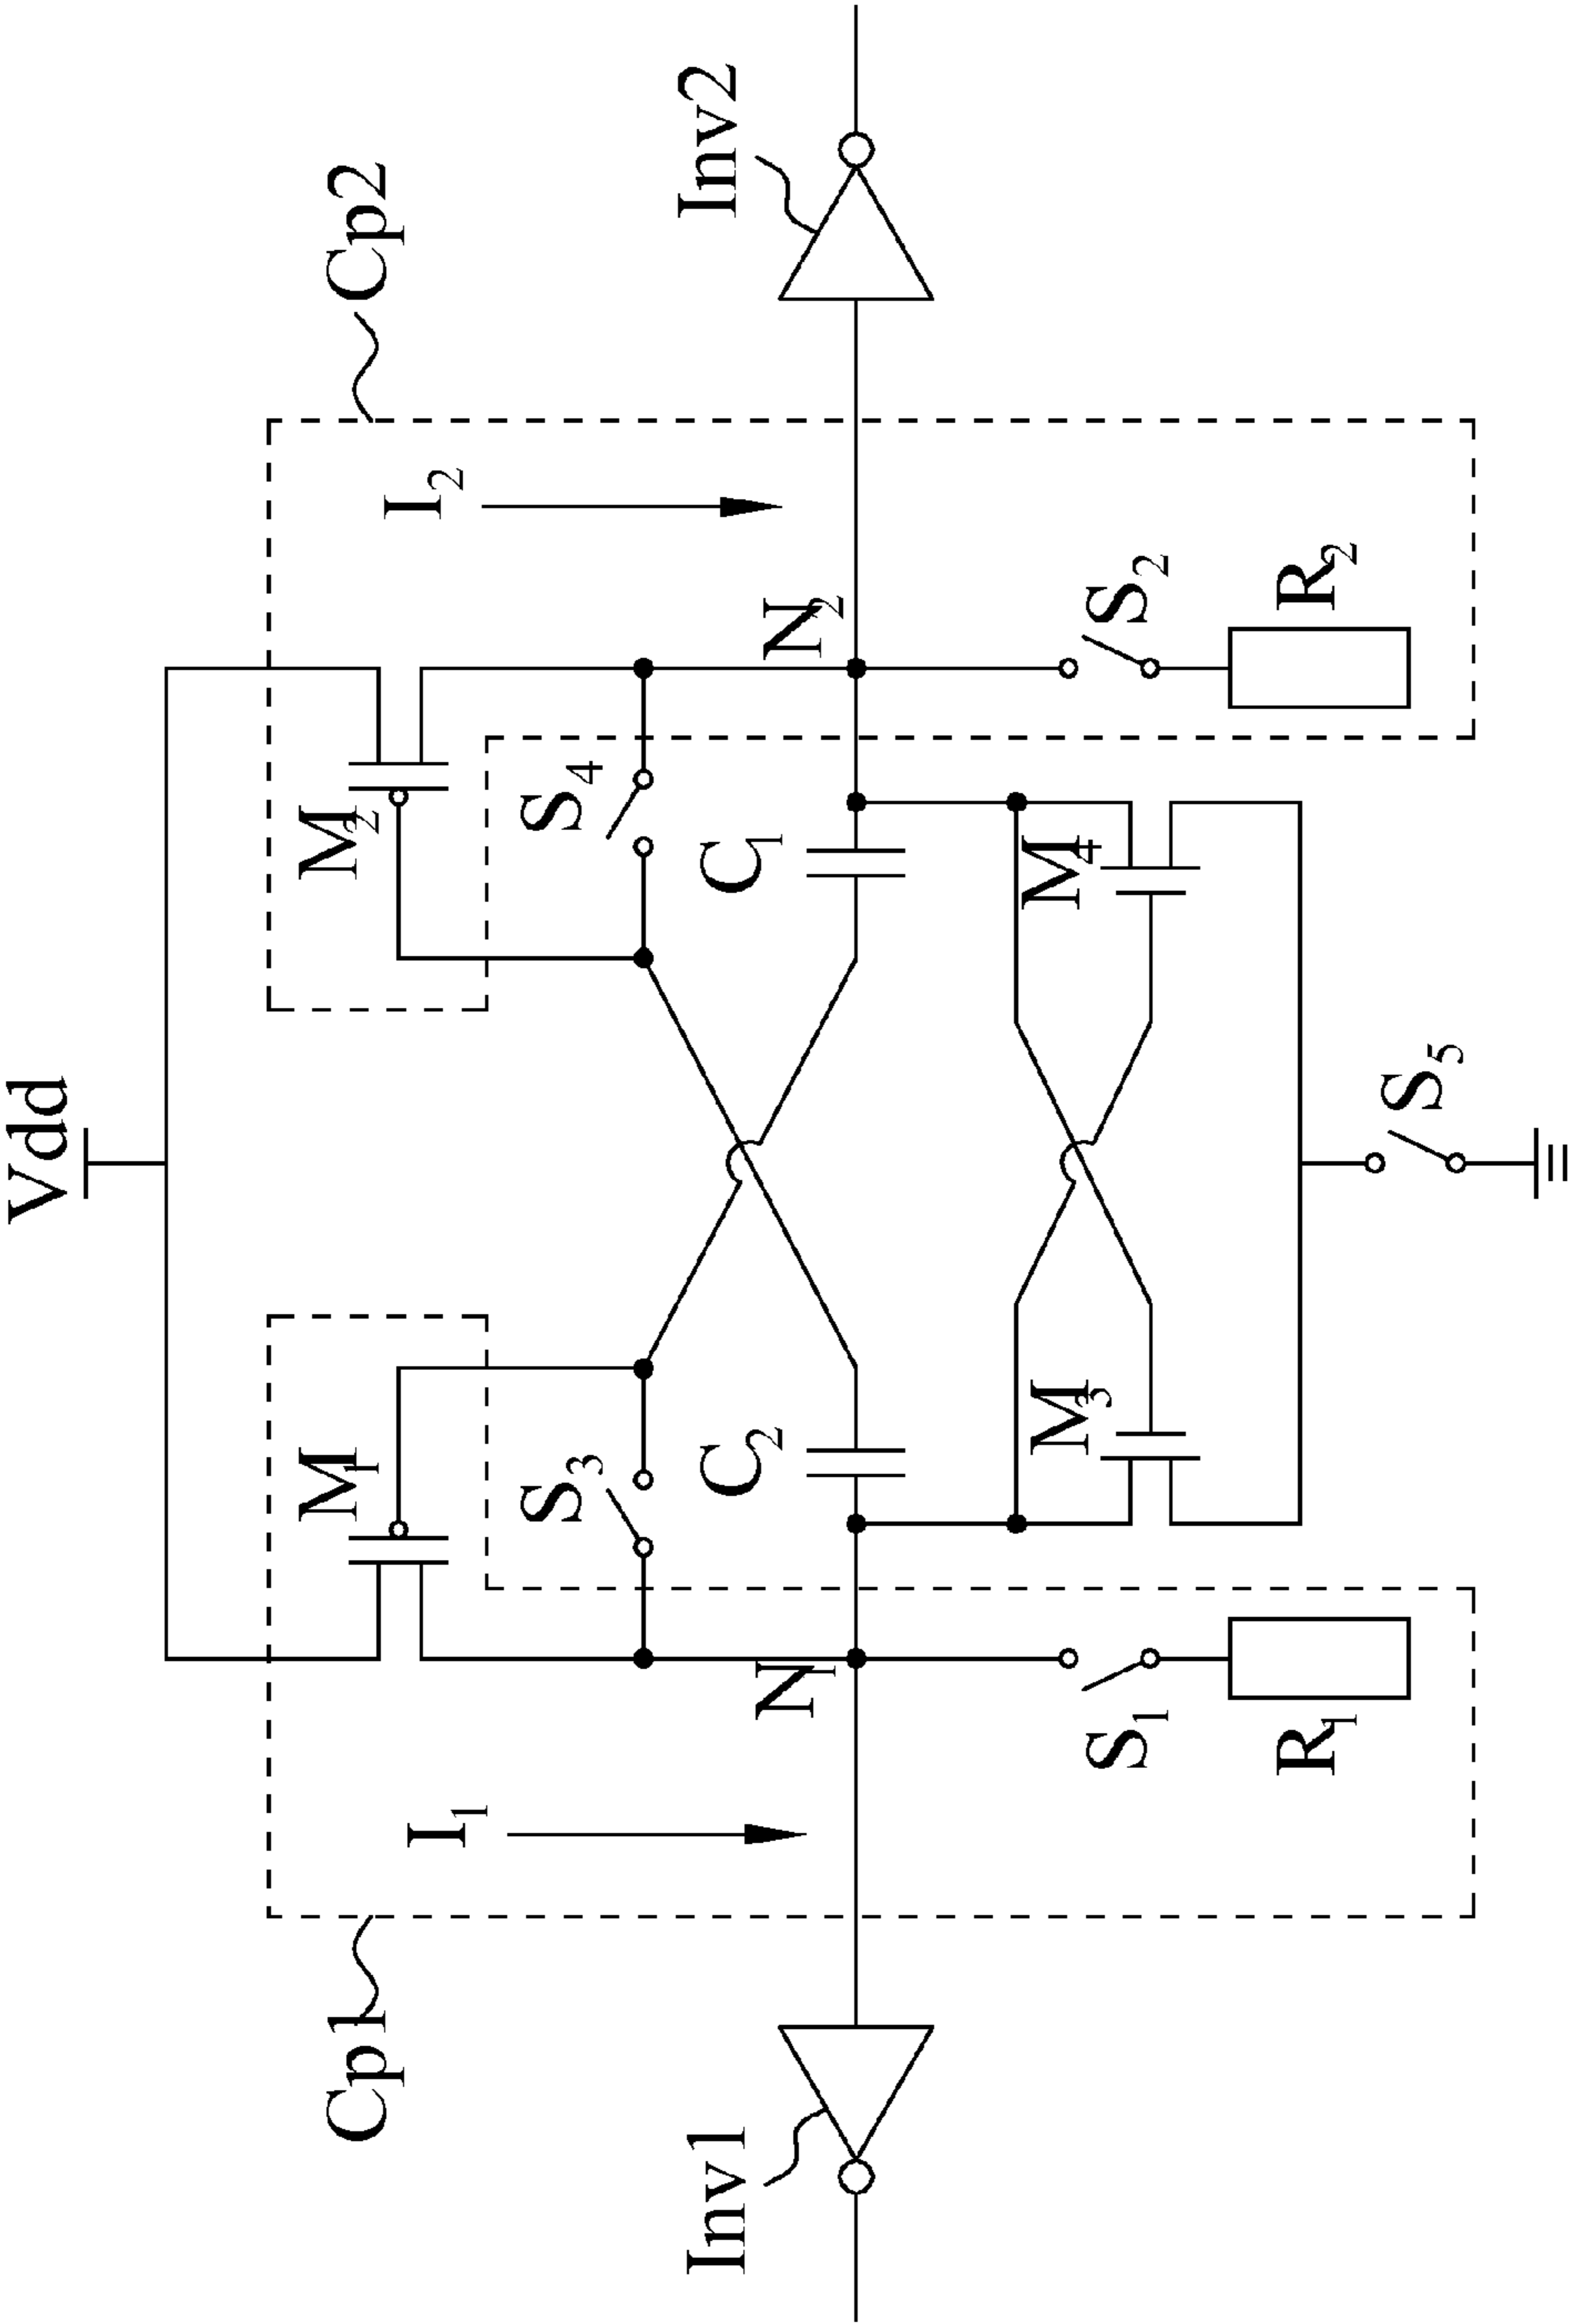 Vdd
Cp1
M₁
M₂
Cp2
I₁
I₂
S₃
S₄
Inv1
C₂
C₁
Inv2
N₁
N₂
M₃
M₄
S₁
S₂
R₁
R₂
S₅